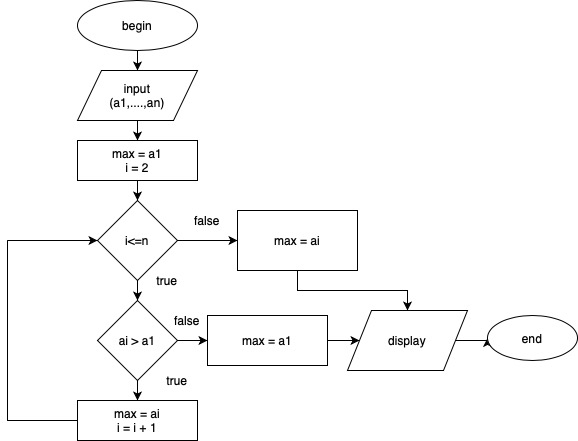 begin
input
(a1,....,an)
max = a1
i = 2
false
i<=n
max = ai
true
false
ai > a1
max = a1
display
end
true
max = ai
i = i + 1